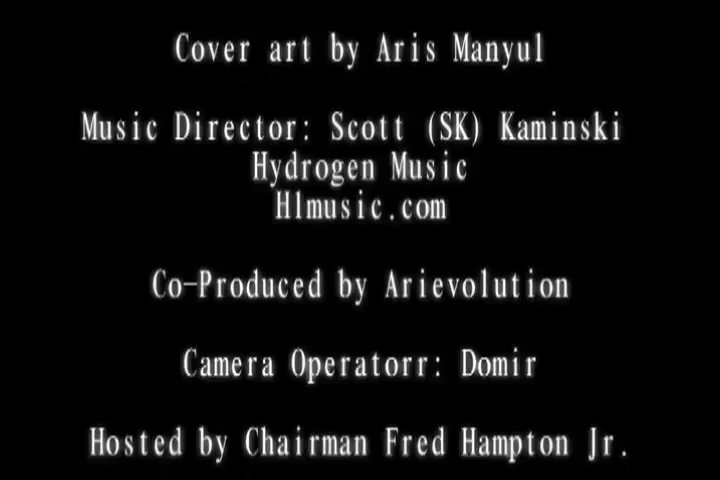 Cover art by Aris Manyul
Music Director: Scott (SK) Kaminski
Hydrogen Music
H1music.com
Co-Produced by Arievolution
Camera Operatorr: Domir
Hosted by Chairman Fred Hampton Jr.